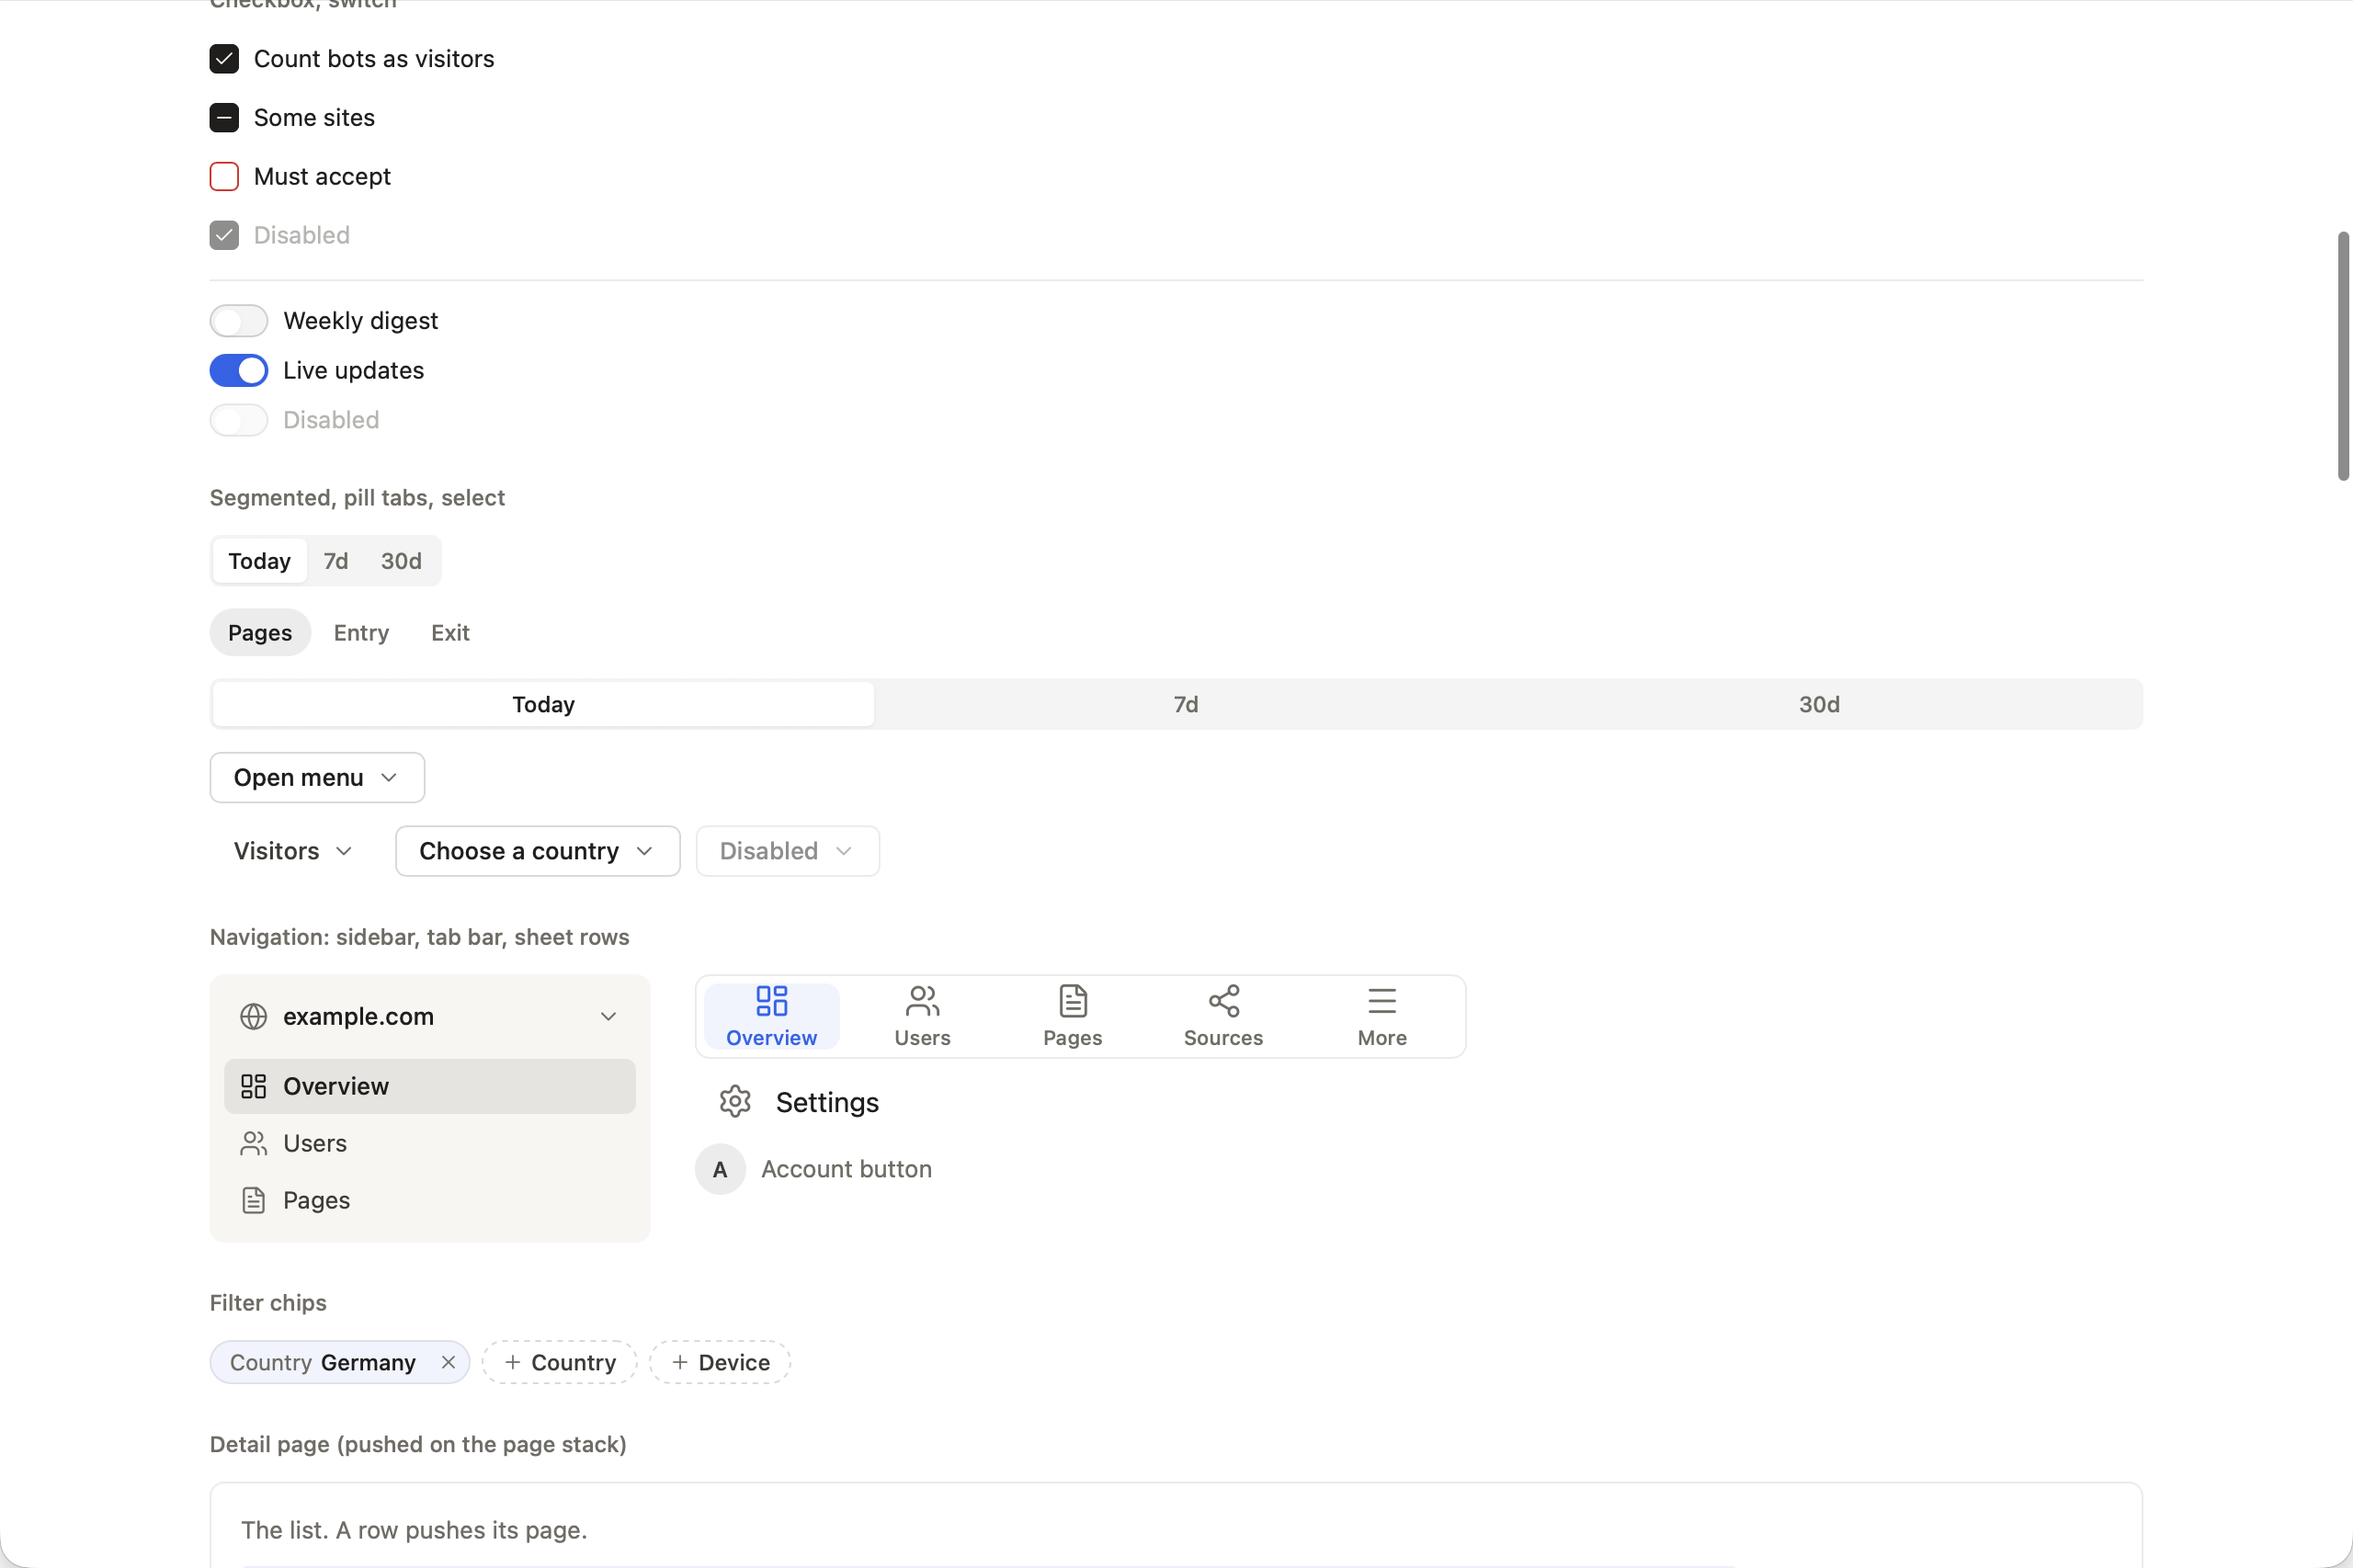 Checkbox, switch
Count bots as visitors
Some sites
Must accept
Disabled
Weekly digest
Live updates
Disabled
Segmented, pill tabs, select
Today 7d 30d
Pages Entry Exit
Today 7d 30d
Open menu
Visitors Choose a country Disabled
Navigation: sidebar, tab bar, sheet rows
example.com
Overview
Users
Pages
Overview Users Pages Sources More
Settings
A Account button
Filter chips
Country Germany + Country + Device
Detail page (pushed on the page stack)
The list. A row pushes its page.